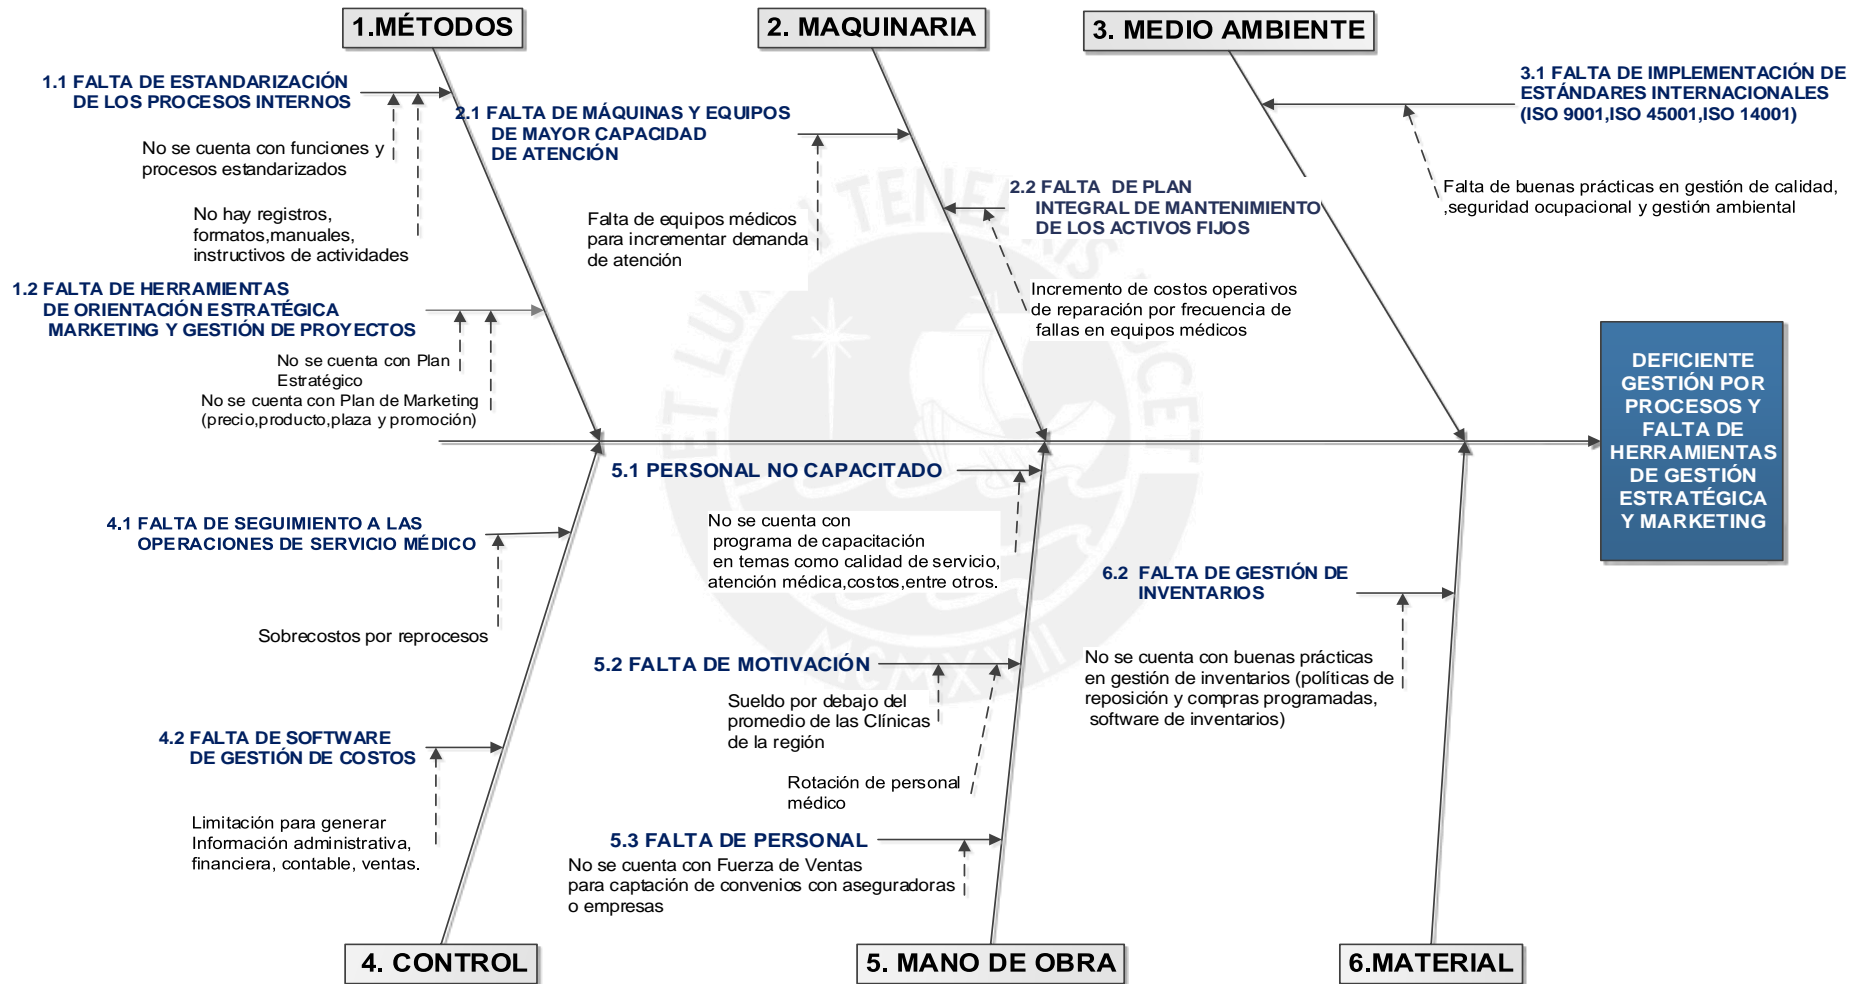 1.MÉTODOS
2. MAQUINARIA
3. MEDIO AMBIENTE
1.1 FALTA DE ESTANDARIZACIÓN
DE LOS PROCESOS INTERNOS
No se cuenta con funciones y
procesos estandarizados
No hay registros,
formatos,manuales,
instructivos de actividades
1.2 FALTA DE HERRAMIENTAS
DE ORIENTACIÓN ESTRATÉGICA
MARKETING Y GESTIÓN DE PROYECTOS
No se cuenta con Plan
Estratégico
No se cuenta con Plan de Marketing
(precio,producto,plaza y promoción)
2.1 FALTA DE MÁQUINAS Y EQUIPOS
DE MAYOR CAPACIDAD
DE ATENCIÓN
Falta de equipos médicos
para incrementar demanda
de atención
2.2 FALTA DE PLAN
INTEGRAL DE MANTENIMIENTO
DE LOS ACTIVOS FIJOS
Incremento de costos operativos
de reparación por frecuencia de
fallas en equipos médicos
3.1 FALTA DE IMPLEMENTACIÓN DE
ESTÁNDARES INTERNACIONALES
(ISO 9001,ISO 45001,ISO 14001)
Falta de buenas prácticas en gestión de calidad,
,seguridad ocupacional y gestión ambiental
DEFICIENTE
GESTIÓN POR
PROCESOS Y
FALTA DE
HERRAMIENTAS
DE GESTIÓN
ESTRATÉGICA
Y MARKETING
4.1 FALTA DE SEGUIMIENTO A LAS
OPERACIONES DE SERVICIO MÉDICO
Sobrecostos por reprocesos
4.2 FALTA DE SOFTWARE
DE GESTIÓN DE COSTOS
Limitación para generar
Información administrativa,
financiera, contable, ventas.
5.1 PERSONAL NO CAPACITADO
No se cuenta con
programa de capacitación
en temas como calidad de servicio,
atención médica,costos,entre otros.
5.2 FALTA DE MOTIVACIÓN
Sueldo por debajo del
promedio de las Clínicas
de la región
Rotación de personal
médico
5.3 FALTA DE PERSONAL
No se cuenta con Fuerza de Ventas
para captación de convenios con aseguradoras
o empresas
6.2 FALTA DE GESTIÓN DE
INVENTARIOS
No se cuenta con buenas prácticas
en gestión de inventarios (políticas de
reposición y compras programadas,
software de inventarios)
4. CONTROL
5. MANO DE OBRA
6.MATERIAL
MCMXVII